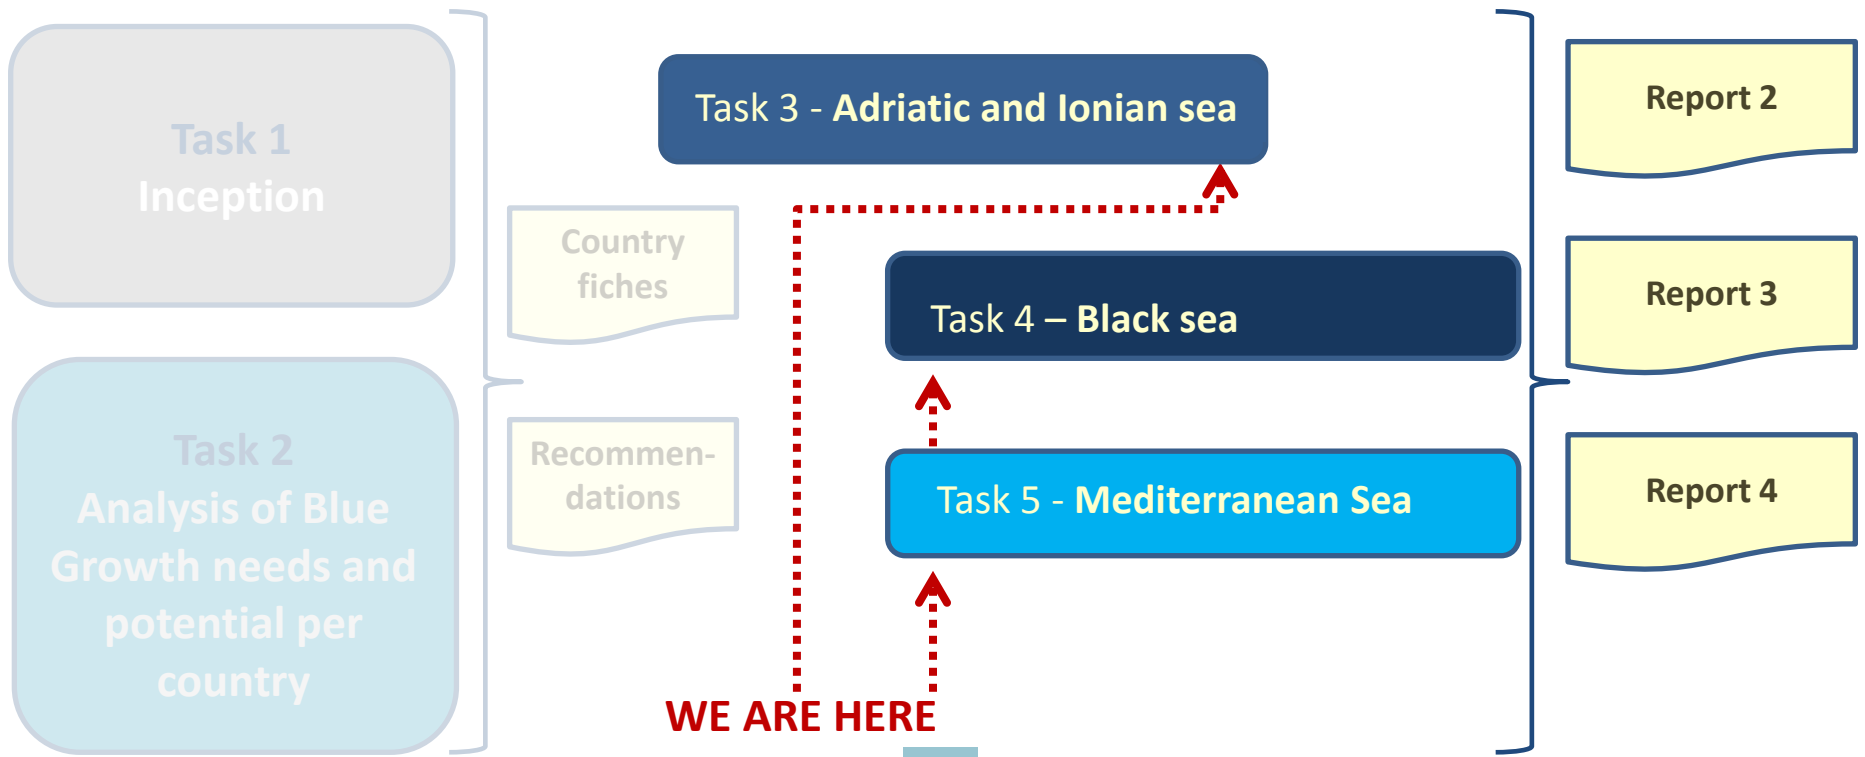 Task 1
Inception
Task 2
Analysis of Blue
Growth needs and
potential per
country
Country
fiches
Recommen-
dations
Task 3 - Adriatic and Ionian sea
Task 4 – Black sea
Task 5 - Mediterranean Sea
WE ARE HERE
Report 2
Report 3
Report 4